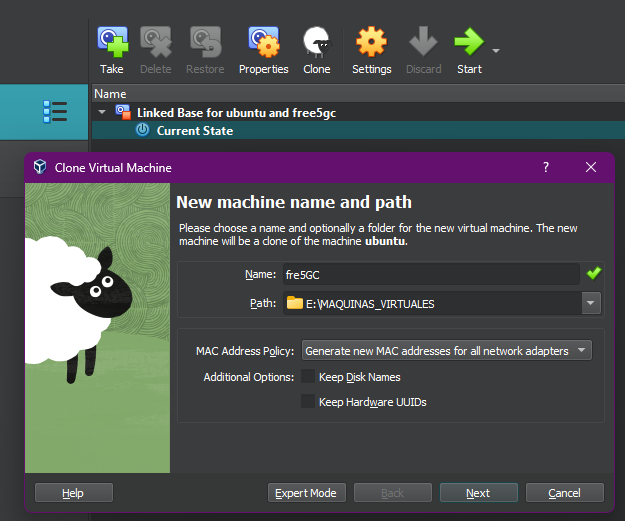 Take Delete Restore Properties Clone Settings Discard Start
Name
Linked Base for ubuntu and free5gc
Current State
Clone Virtual Machine ?
New machine name and path
Please choose a name and optionally a folder for the new virtual machine. The new
machine will be a clone of the machine ubuntu.
Name: fre5GC
Path: E:\MAQUINAS_VIRTUALES
MAC Address Policy: Generate new MAC addresses for all network adapters
Additional Options: Keep Disk Names
Keep Hardware UUIDs
Help Expert Mode Back Next Cancel